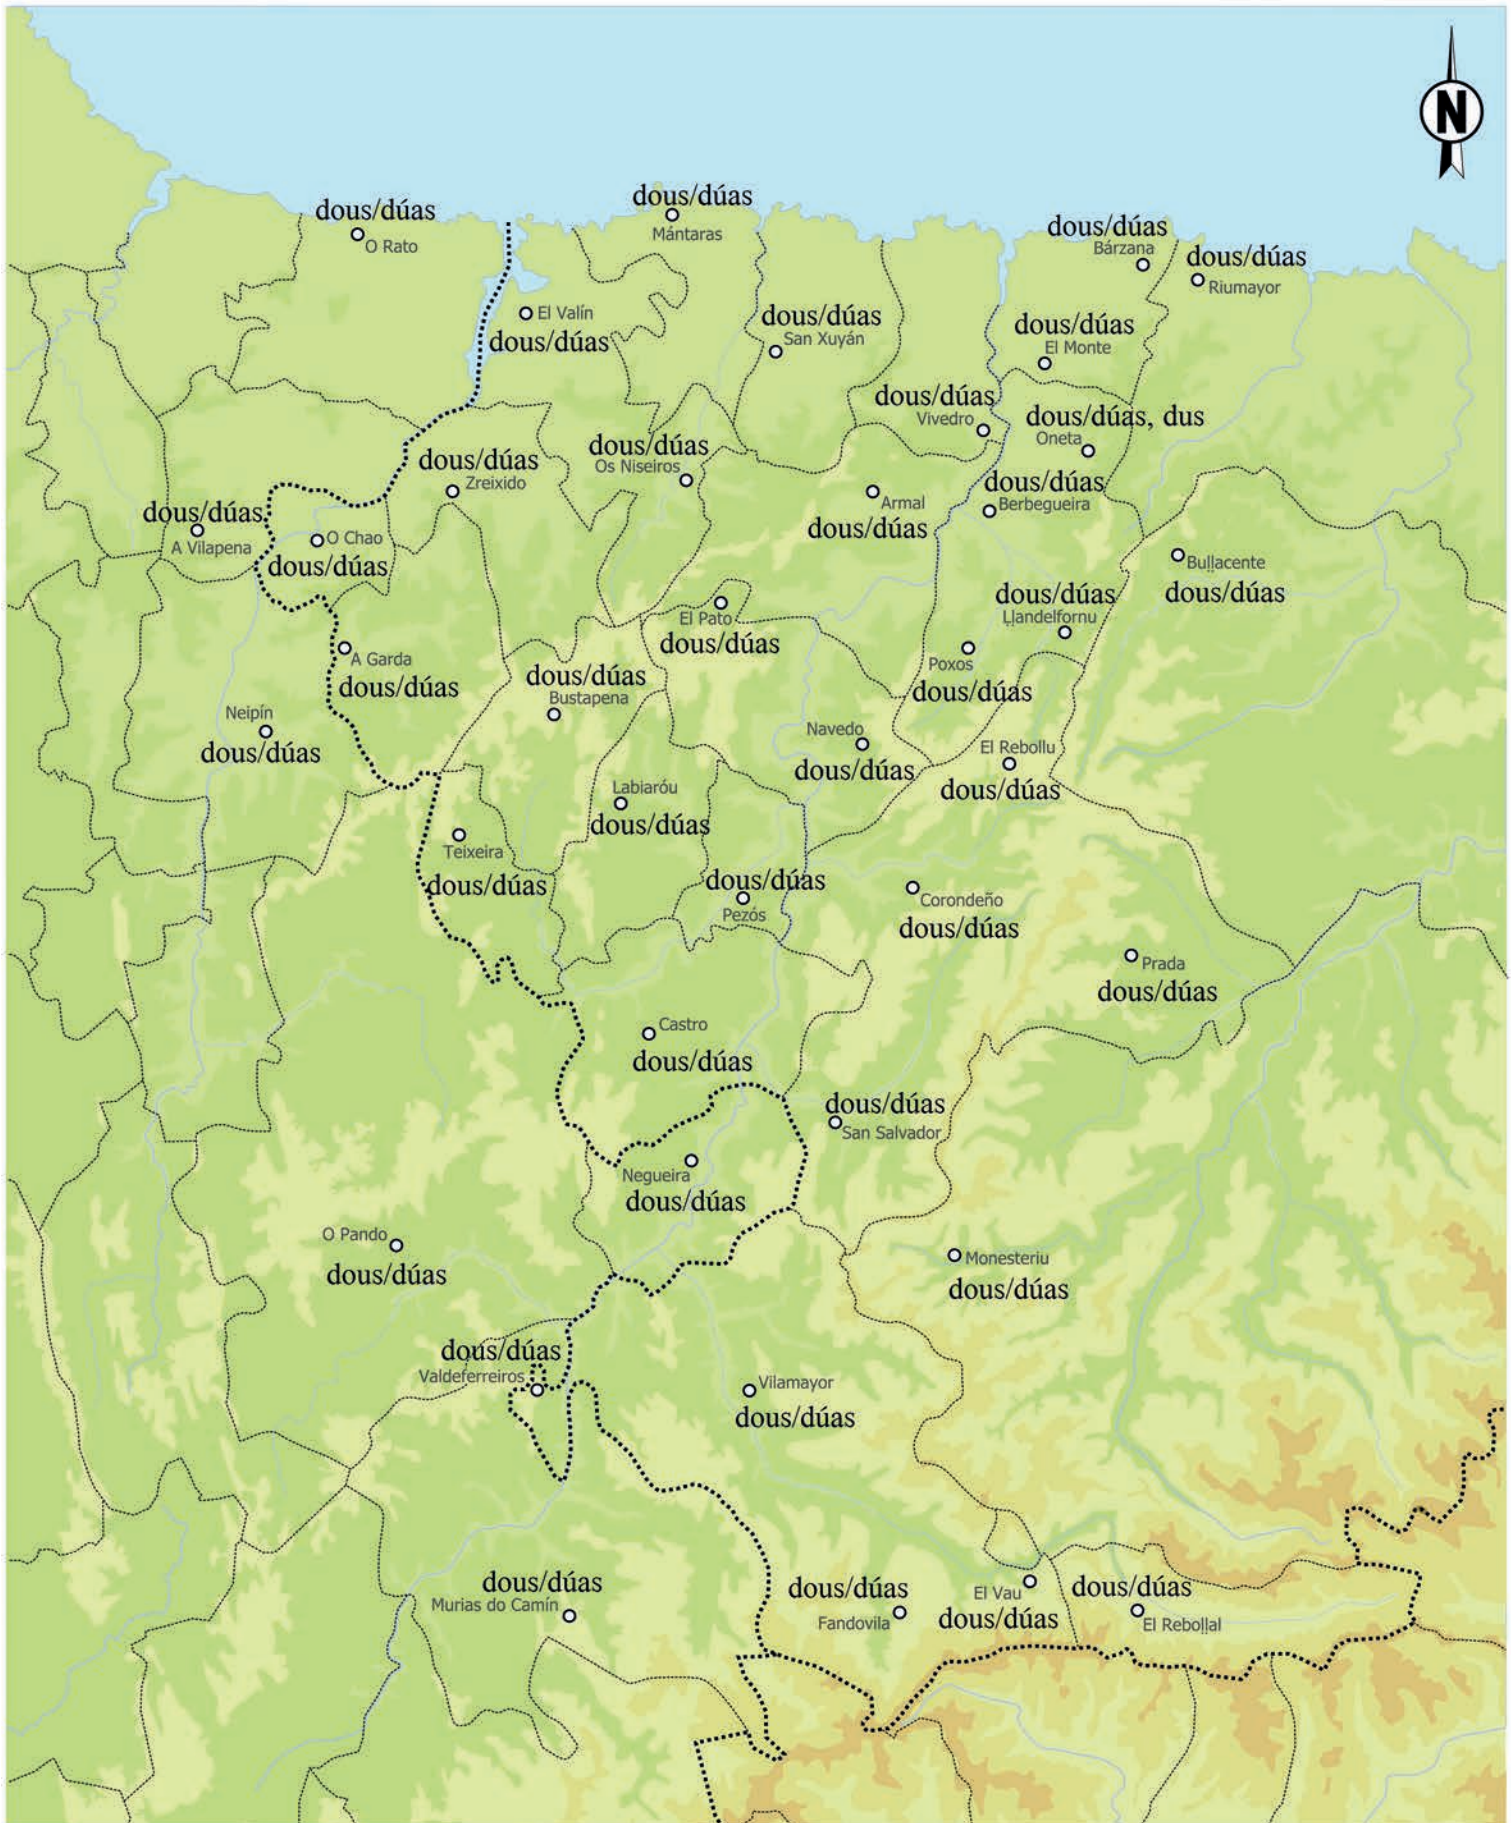 N
dous/dúas
O Rato
dous/dúas
Mántaras
dous/dúas
Bárzana
dous/dúas
Riumayor
El Valín
dous/dúas
dous/dúas
San Xuyán
dous/dúas
El Monte
dous/dúas
Vivedro
dous/dúas, dus
Oneta
dous/dúas
Os Niseiros
dous/dúas
Zreixido
dous/dúas
Berbegueira
Armal
dous/dúas
dous/dúas
A Vilapena
O Chao
dous/dúas
Buḷḷacente
dous/dúas
dous/dúas
Ḷḷandelfornu
El Pato
dous/dúas
A Garda
dous/dúas
Poxos
dous/dúas
dous/dúas
Bustapena
Neipín
dous/dúas
Navedo
dous/dúas
El Rebollu
dous/dúas
Labiaróu
dous/dúas
Teixeira
dous/dúas
dous/dúas
Pezós
Corondeño
dous/dúas
Prada
dous/dúas
Castro
dous/dúas
dous/dúas
San Salvador
Negueira
dous/dúas
O Pando
dous/dúas
Monesteriu
dous/dúas
dous/dúas
Valdeferreiros
Vilamayor
dous/dúas
dous/dúas
Murias do Camín
dous/dúas
Fandovila
El Vau
dous/dúas
dous/dúas
El Reboḷḷal